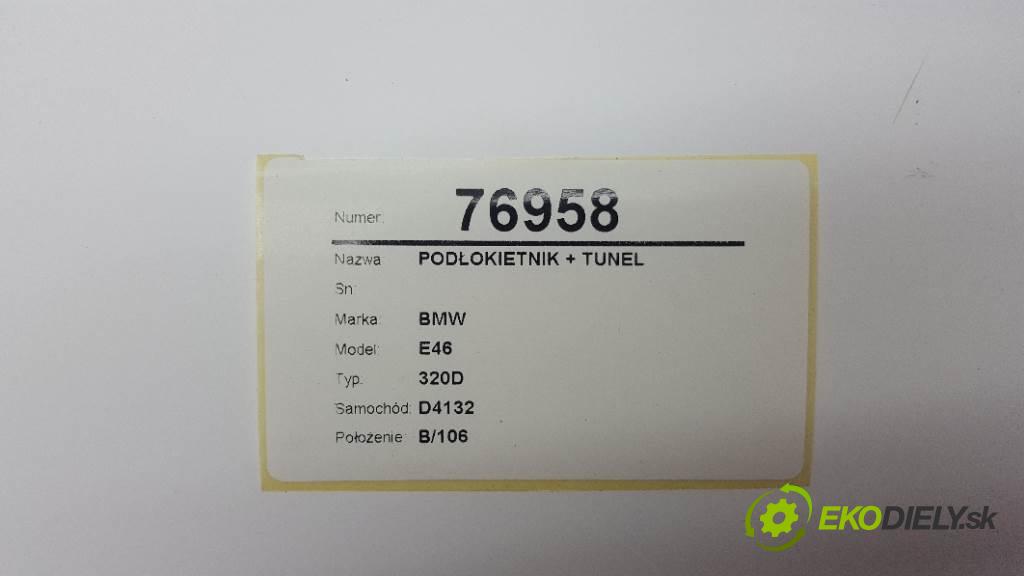 Numer: 76958
Nazwa PODŁOKIETNIK + TUNEL
Sn:
Marka: BMW
Model: E46
Typ: 320D
Samochód: D4132
Położenie B/106
EKODIELY.sk